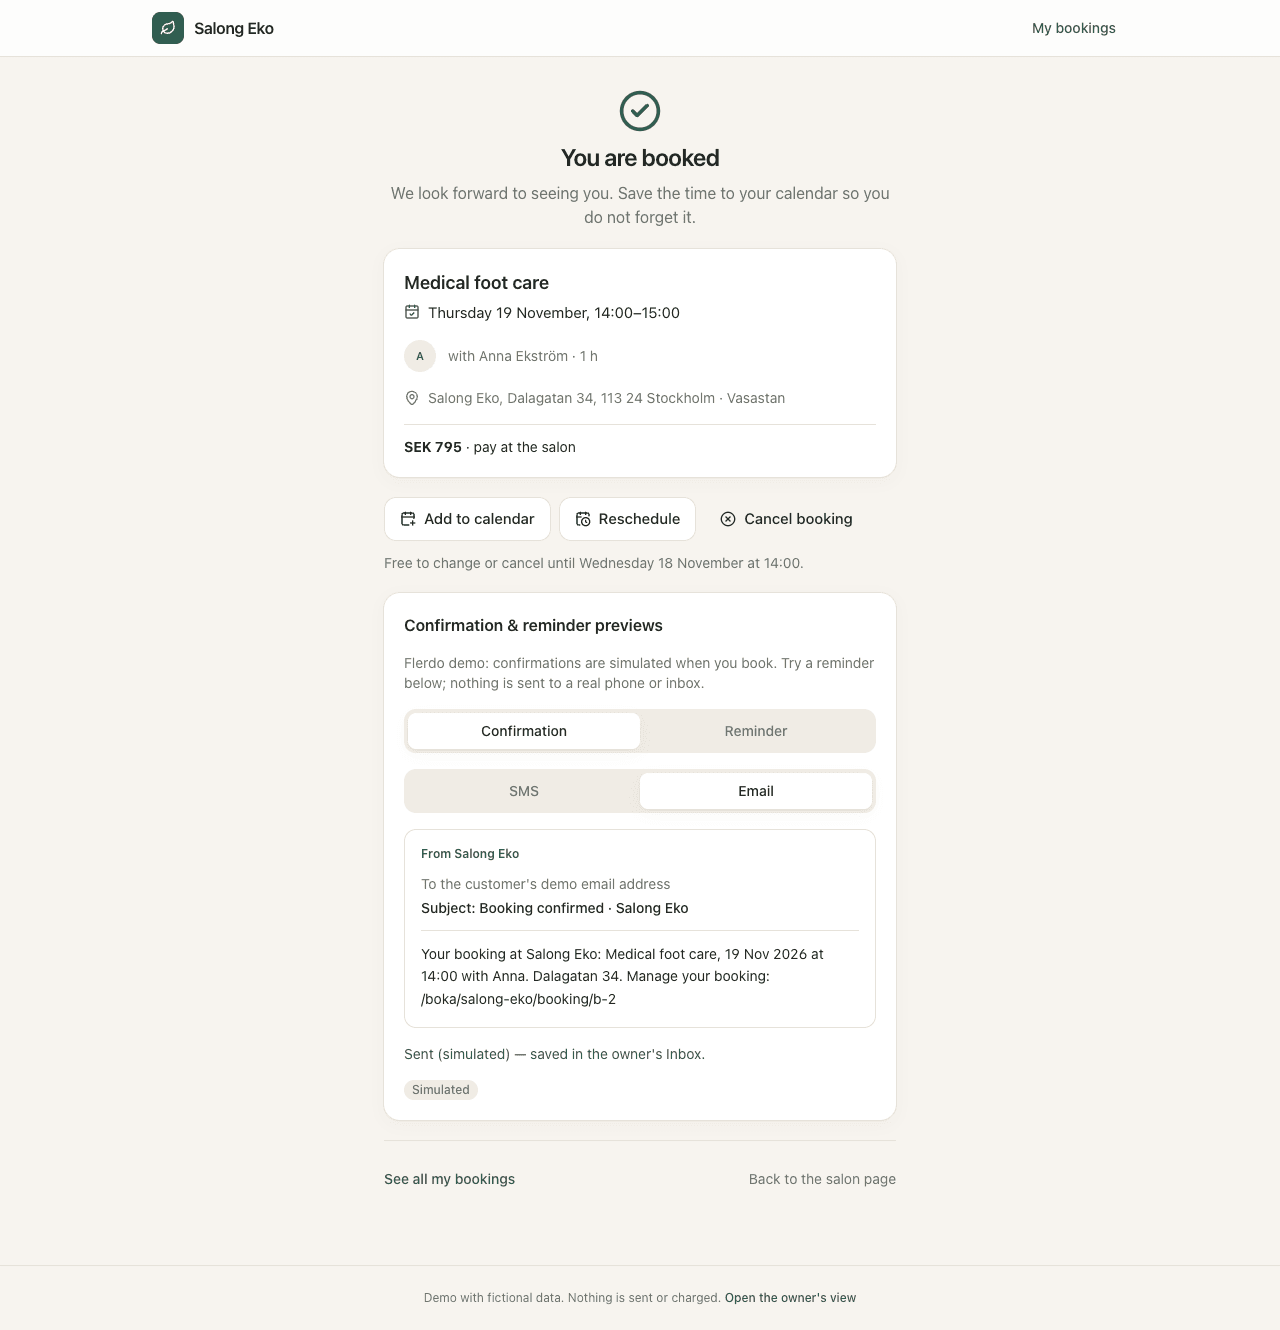 Salong Eko
My bookings
You are booked
We look forward to seeing you. Save the time to your calendar so you
do not forget it.
Medical foot care
Thursday 19 November, 14:00–15:00
A
with Anna Ekström · 1 h
Salong Eko, Dalagatan 34, 113 24 Stockholm · Vasastan
SEK 795 · pay at the salon
Add to calendar
Reschedule
Cancel booking
Free to change or cancel until Wednesday 18 November at 14:00.
Confirmation & reminder previews
Flerdo demo: confirmations are simulated when you book. Try a reminder
below; nothing is sent to a real phone or inbox.
Confirmation
Reminder
SMS
Email
From Salong Eko
To the customer's demo email address
Subject: Booking confirmed · Salong Eko
Your booking at Salong Eko: Medical foot care, 19 Nov 2026 at
14:00 with Anna. Dalagatan 34. Manage your booking:
/boka/salong-eko/booking/b-2
Sent (simulated) — saved in the owner's Inbox.
Simulated
See all my bookings
Back to the salon page
Demo with fictional data. Nothing is sent or charged. Open the owner's view